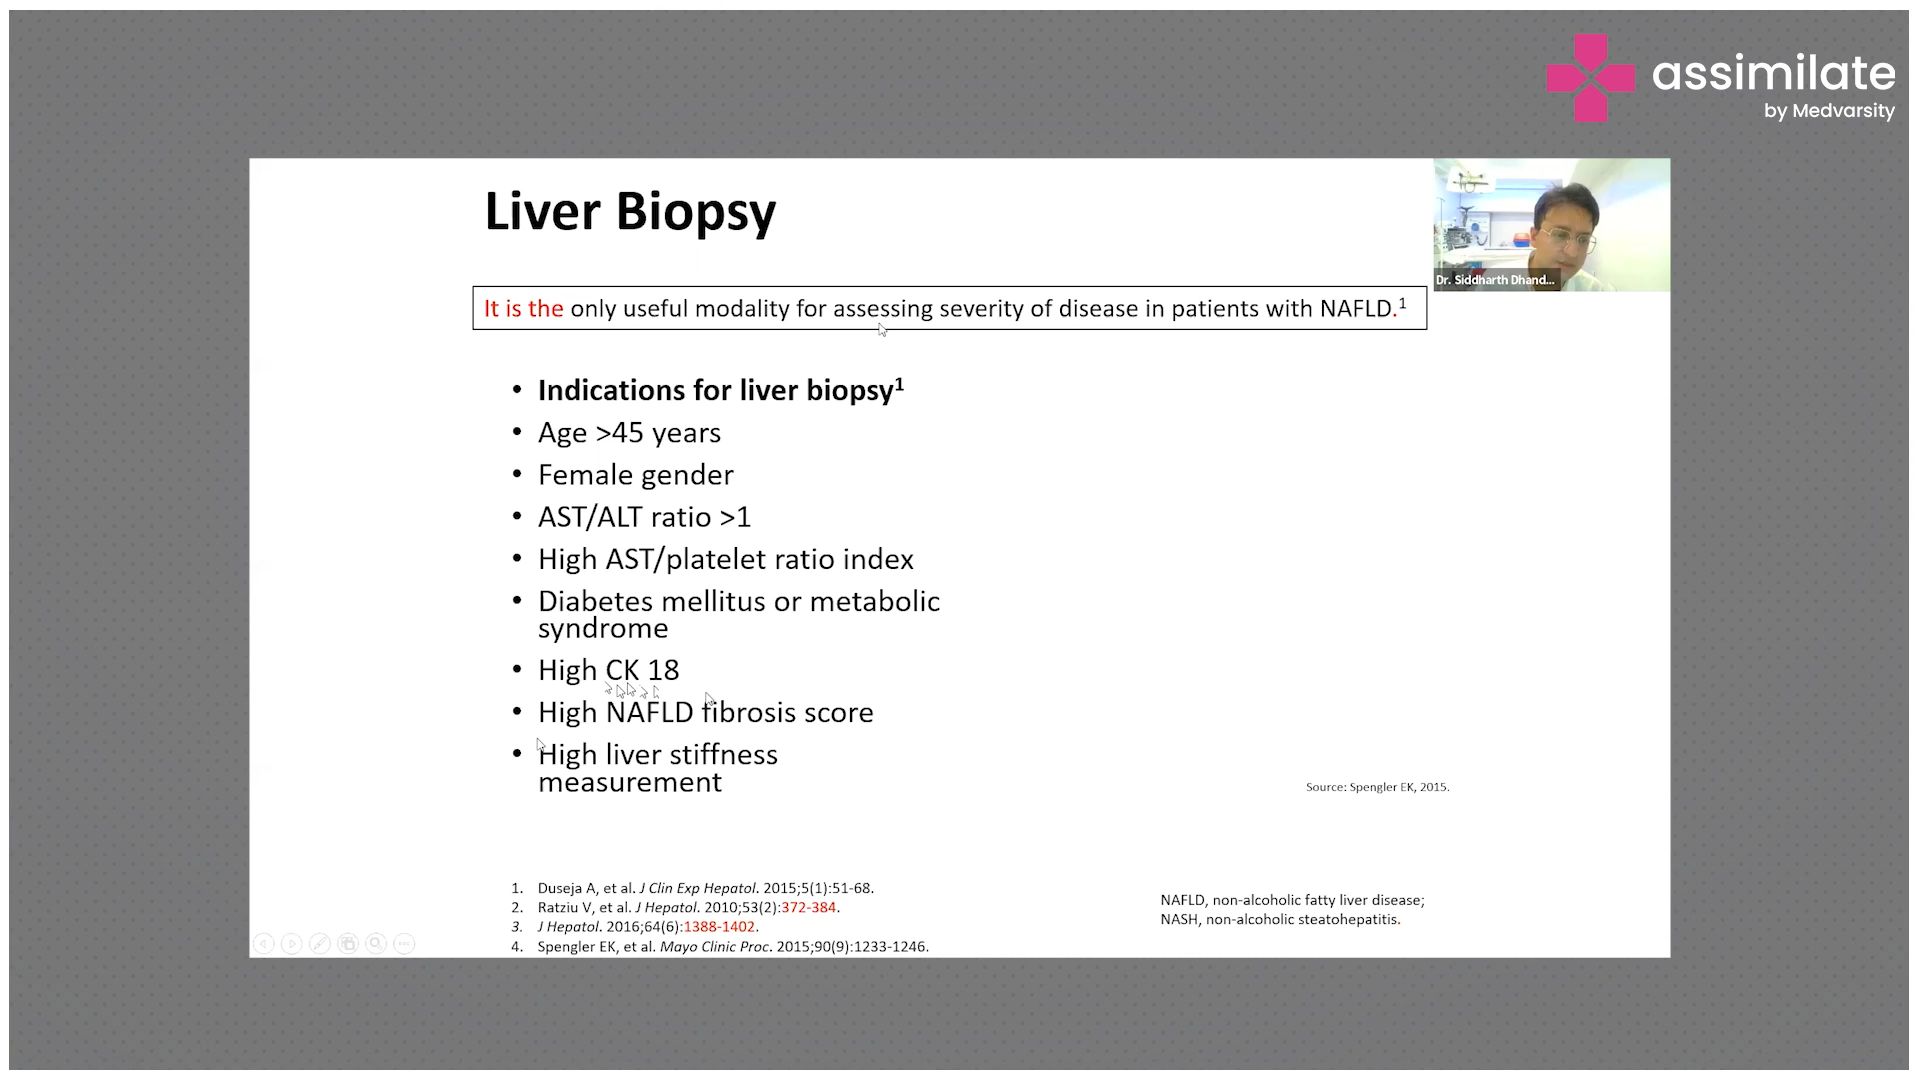 assimilate
by Medvarsity
Liver Biopsy
Dr. Siddharth Dhand...
It is the only useful modality for assessing severity of disease in patients with NAFLD.¹
• Indications for liver biopsy¹
• Age >45 years
• Female gender
• AST/ALT ratio >1
• High AST/platelet ratio index
• Diabetes mellitus or metabolic
syndrome
• High CK 18
• High NAFLD fibrosis score
• High liver stiffness
measurement
Source: Spengler EK, 2015.
1. Duseja A, et al. J Clin Exp Hepatol. 2015;5(1):51-68.
2. Ratziu V, et al. J Hepatol. 2010;53(2):372-384.
3. J Hepatol. 2016;64(6):1388-1402.
4. Spengler EK, et al. Mayo Clinic Proc. 2015;90(9):1233-1246.
NAFLD, non-alcoholic fatty liver disease;
NASH, non-alcoholic steatohepatitis.